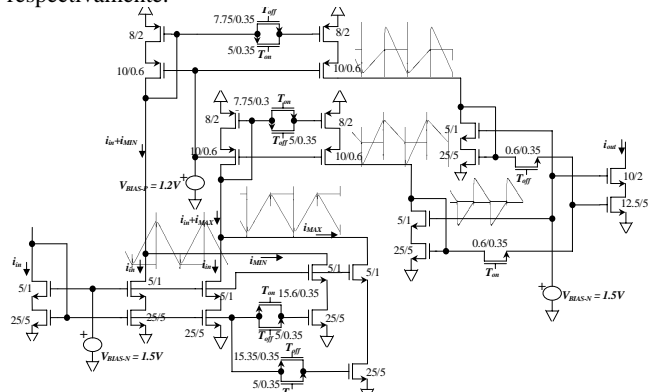 respectivamente.
7.75/0.35 T_off
8/2
5/0.35 T_on
8/2
10/0.6
10/0.6
7.75/0.3 T_on
8/2
T_off 5/0.35
8/2
10/0.6
10/0.6
i_in+i_MIN
V_BIAS-P = 1.2V
i_in+i_MAX
i_MAX
i_MIN
5/1
25/5
0.6/0.35
T_off
i_out
10/2
12.5/5
5/1
25/5
0.6/0.35
T_on
V_BIAS-N = 1.5V
i_in
i_in
i_in
5/1
5/1
5/1
5/1
5/1
25/5
25/5
25/5
T_on 15.6/0.35
T_off 5/0.35
25/5
V_BIAS-N = 1.5V
15.35/0.35 T_off
5/0.35
25/5